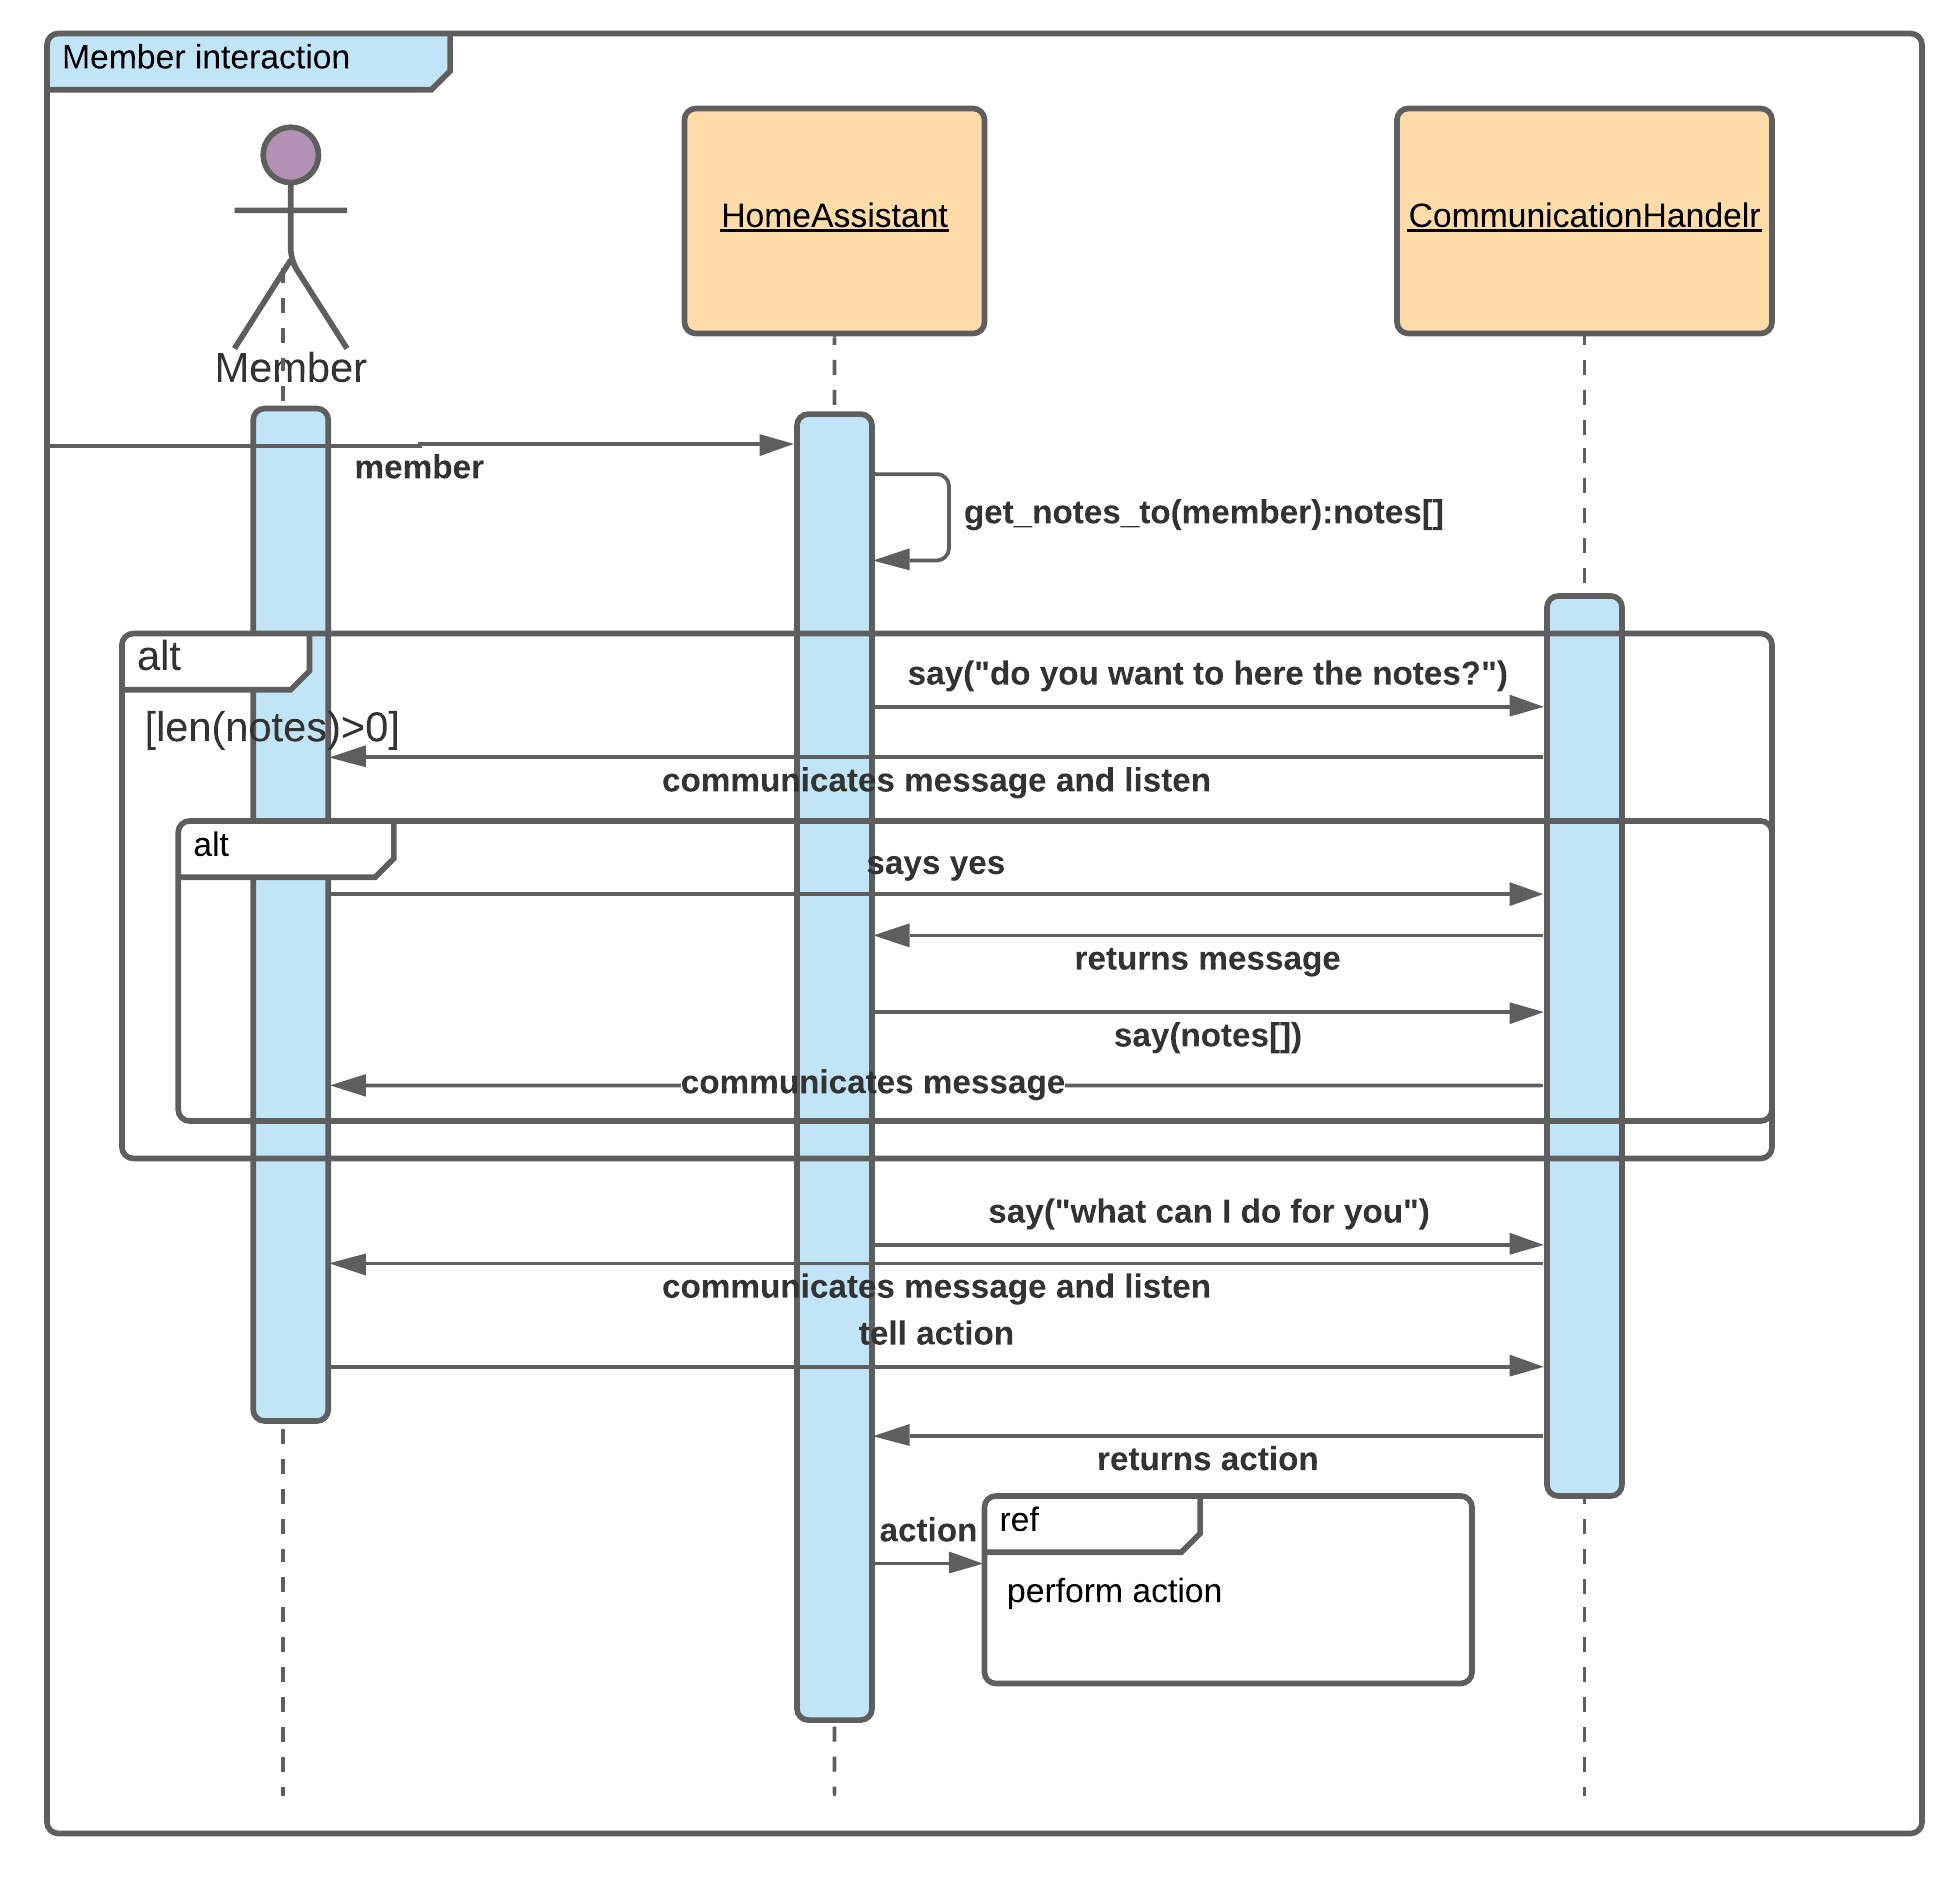 Member interaction
HomeAssistant
CommunicationHandelr
Member
member
get_notes_to(member):notes[]
alt
say("do you want to here the notes?")
[len(notes)>0]
communicates message and listen
alt
says yes
returns message
say(notes[])
communicates message
say("what can I do for you")
communicates message and listen
tell action
returns action
ref
action
perform action